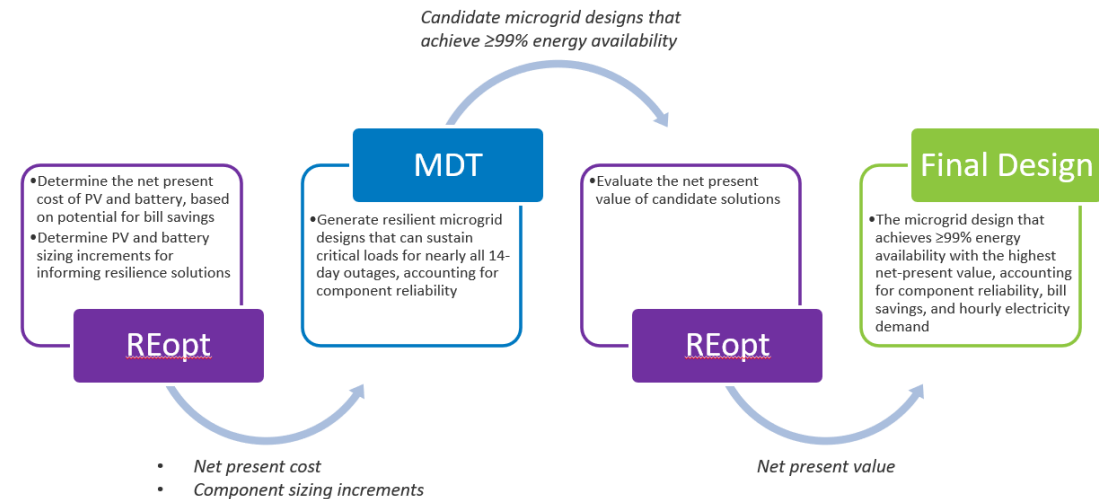 Candidate microgrid designs that
achieve ≥99% energy availability
•Determine the net present
cost of PV and battery, based
on potential for bill savings
•Determine PV and battery
sizing increments for
informing resilience solutions
REopt
MDT
•Generate resilient microgrid
designs that can sustain
critical loads for nearly all 14-
day outages, accounting for
component reliability
•Evaluate the net present
value of candidate solutions
REopt
Final Design
•The microgrid design that
achieves ≥99% energy
availability with the highest
net-present value, accounting
for component reliability, bill
savings, and hourly electricity
demand
• Net present cost
• Component sizing increments
Net present value